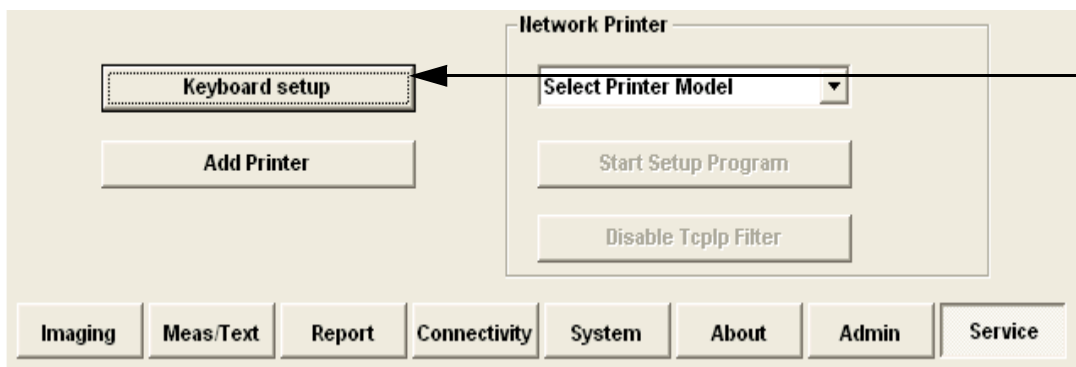 Network Printer
Keyboard setup
Select Printer Model
Add Printer
Start Setup Program
Disable TcpIp Filter
Imaging
Meas/Text
Report
Connectivity
System
About
Admin
Service